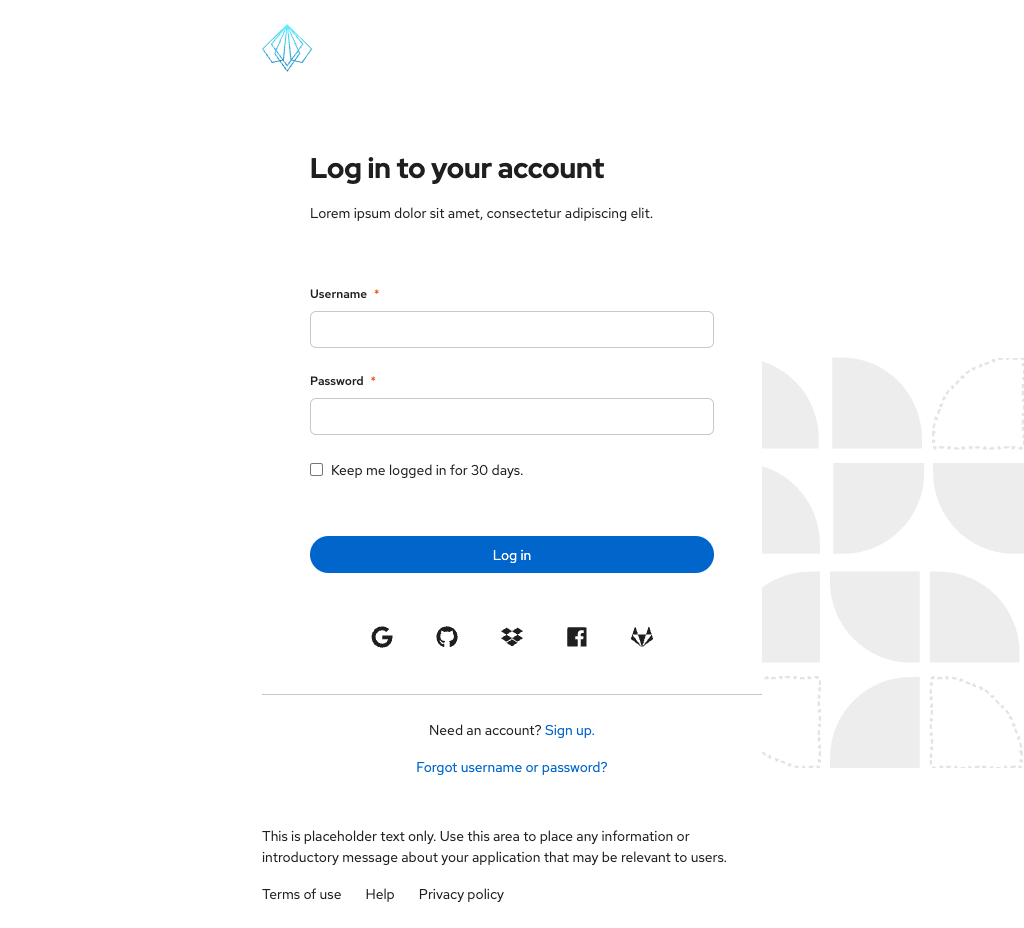 Log in to your account
Lorem ipsum dolor sit amet, consectetur adipiscing elit.
Username *
Password *
Keep me logged in for 30 days.
Log in
Need an account? Sign up.
Forgot username or password?
This is placeholder text only. Use this area to place any information or
introductory message about your application that may be relevant to users.
Terms of use Help Privacy policy